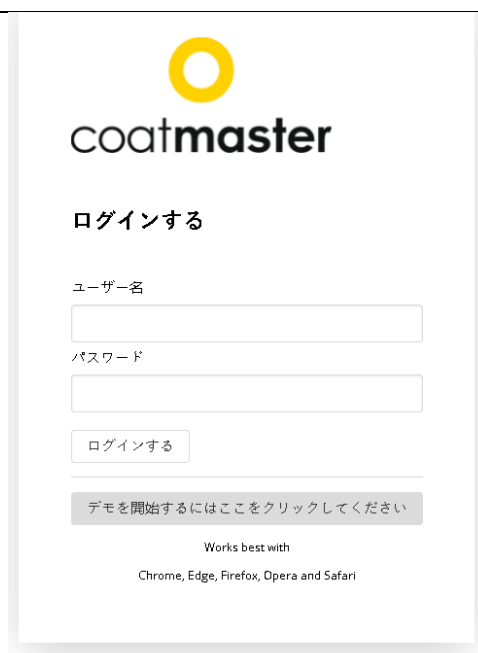 coatmaster
ログインする
ユーザー名
パスワード
ログインする
デモを開始するにはここをクリックしてください
Works best with
Chrome, Edge, Firefox, Opera and Safari